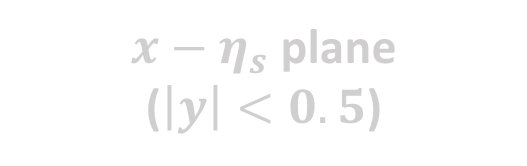 x − ηₛ plane
(|y| < 0.5)